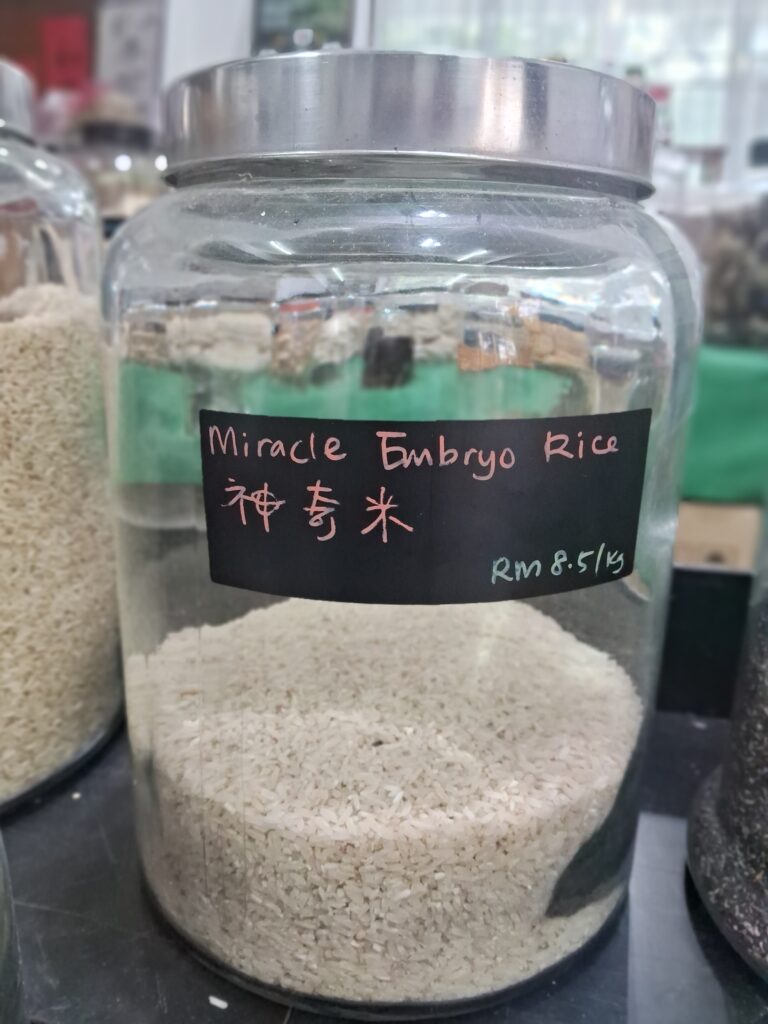 Miracle Embryo Rice
神奇米
RM 8.5/kg